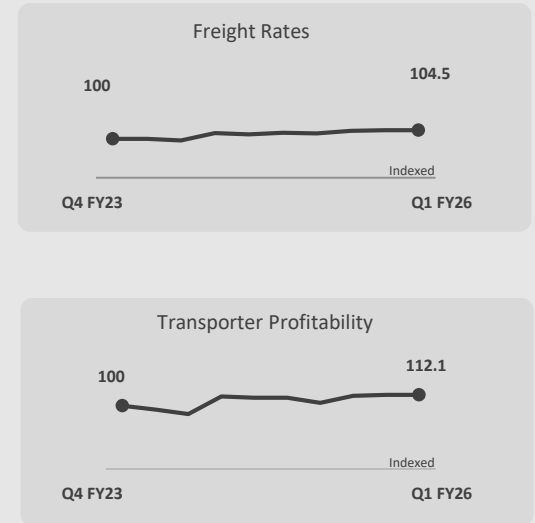 Freight Rates
100
104.5
Indexed
Q4 FY23
Q1 FY26
Transporter Profitability
100
112.1
Indexed
Q4 FY23
Q1 FY26